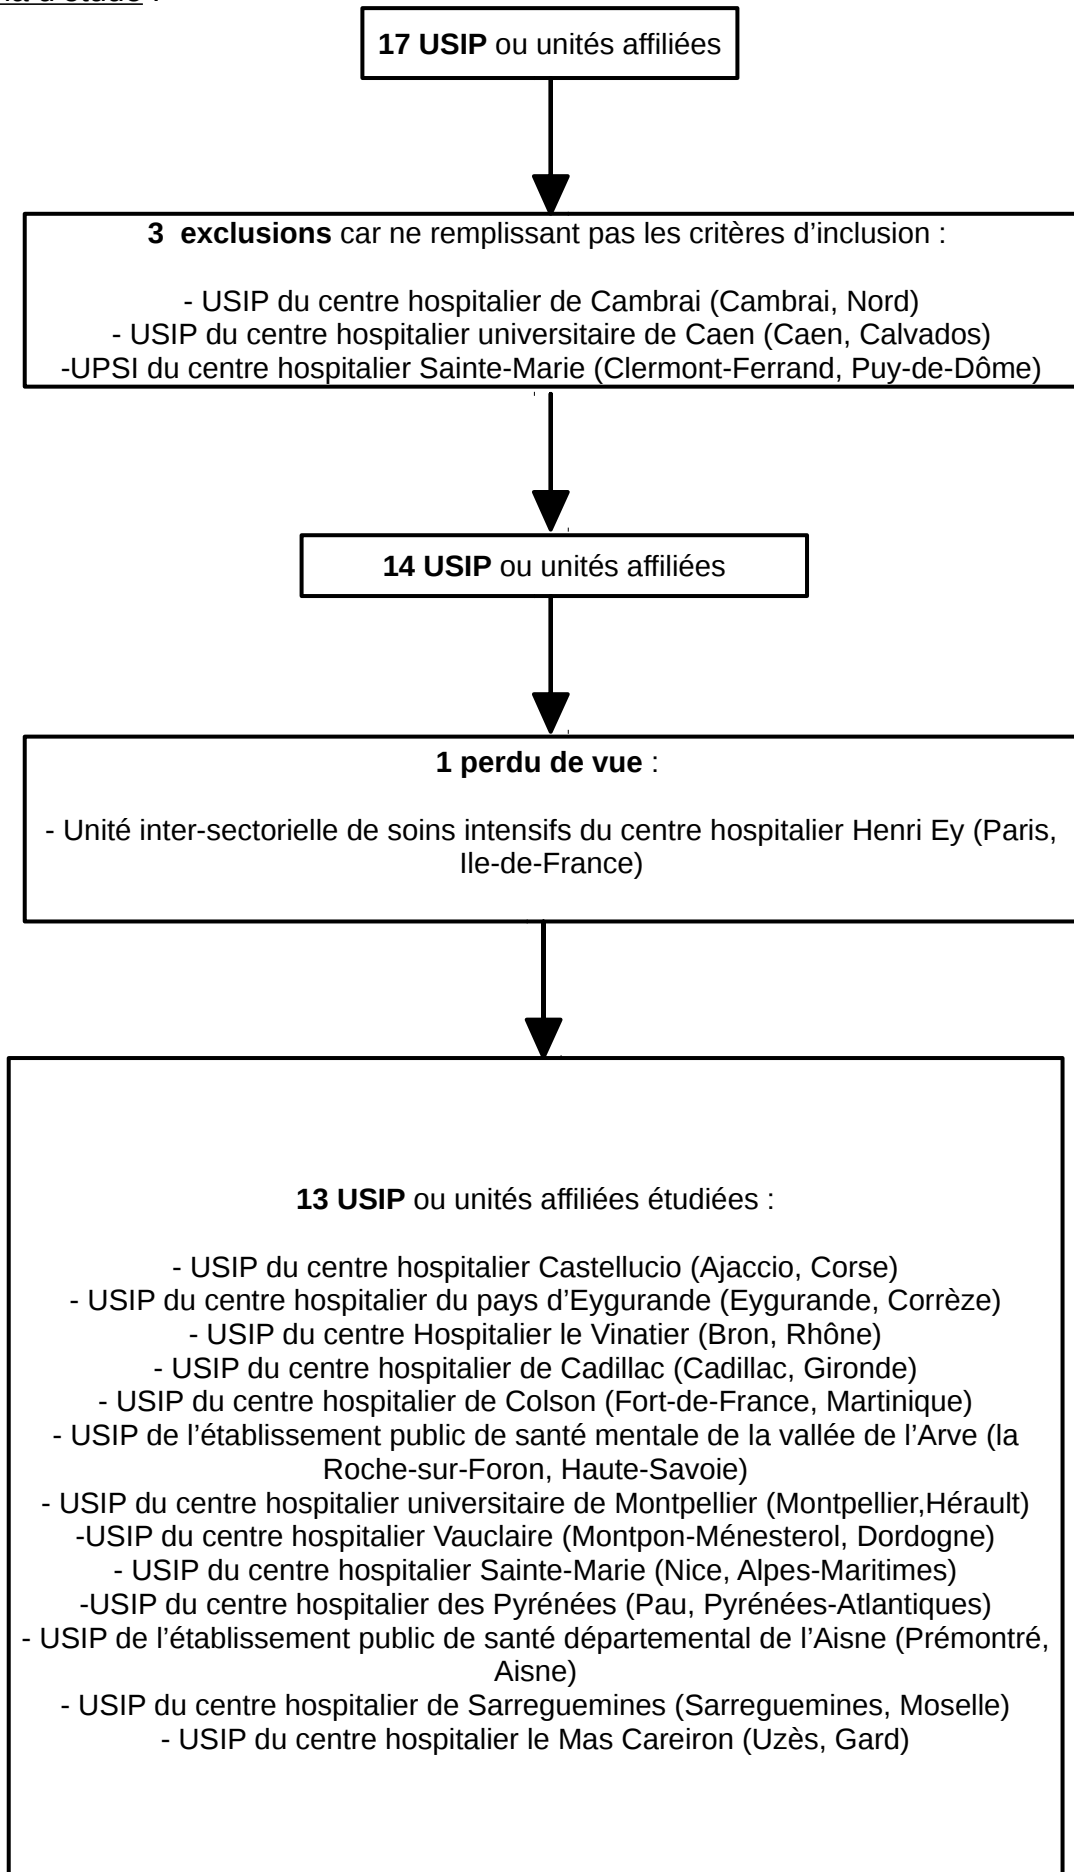 d'étude :
17 USIP ou unités affiliées
3  exclusions car ne remplissant pas les critères d’inclusion :
- USIP du centre hospitalier de Cambrai (Cambrai, Nord)
- USIP du centre hospitalier universitaire de Caen (Caen, Calvados)
-UPSI du centre hospitalier Sainte-Marie (Clermont-Ferrand, Puy-de-Dôme)
14 USIP ou unités affiliées
1 perdu de vue :
- Unité inter-sectorielle de soins intensifs du centre hospitalier Henri Ey (Paris,
Ile-de-France)
13 USIP ou unités affiliées étudiées :
- USIP du centre hospitalier Castellucio (Ajaccio, Corse)
- USIP du centre hospitalier du pays d’Eygurande (Eygurande, Corrèze)
- USIP du centre Hospitalier le Vinatier (Bron, Rhône)
- USIP du centre hospitalier de Cadillac (Cadillac, Gironde)
- USIP du centre hospitalier de Colson (Fort-de-France, Martinique)
- USIP de l’établissement public de santé mentale de la vallée de l’Arve (la
Roche-sur-Foron, Haute-Savoie)
- USIP du centre hospitalier universitaire de Montpellier (Montpellier,Hérault)
-USIP du centre hospitalier Vauclaire (Montpon-Ménesterol, Dordogne)
- USIP du centre hospitalier Sainte-Marie (Nice, Alpes-Maritimes)
-USIP du centre hospitalier des Pyrénées (Pau, Pyrénées-Atlantiques)
- USIP de l’établissement public de santé départemental de l’Aisne (Prémontré,
Aisne)
- USIP du centre hospitalier de Sarreguemines (Sarreguemines, Moselle)
- USIP du centre hospitalier le Mas Careiron (Uzès, Gard)